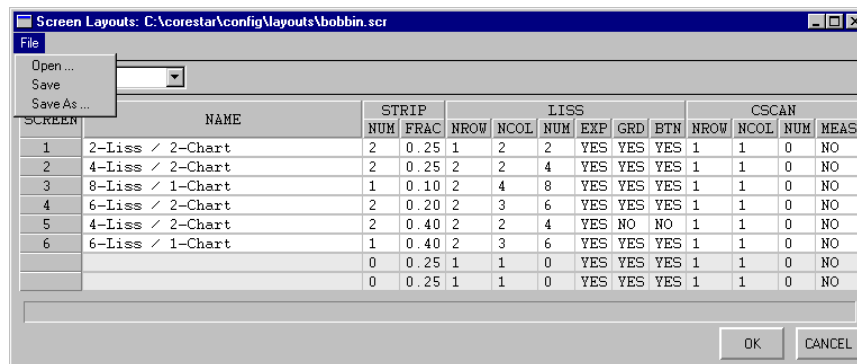 Screen Layouts: C:\corestar\config\layouts\bobbin.scr
File
Open ...
Save
Save As ...
SCREEN NAME STRIP LISS CSCAN
NUM FRAC NROW NCOL NUM EXP GRD BTN NROW NCOL NUM MEAS
1 2-Liss / 2-Chart 2 0.25 1 2 2 YES YES YES 1 1 0 NO
2 4-Liss / 2-Chart 2 0.25 2 2 4 YES YES YES 1 1 0 NO
3 8-Liss / 1-Chart 1 0.10 2 4 8 YES YES YES 1 1 0 NO
4 6-Liss / 2-Chart 2 0.20 2 3 6 YES YES YES 1 1 0 NO
5 4-Liss / 2-Chart 2 0.40 2 2 4 YES NO NO 1 1 0 NO
6 6-Liss / 1-Chart 1 0.40 2 3 6 YES YES YES 1 1 0 NO
0 0.25 1 1 0 YES YES YES 1 1 0 NO
0 0.25 1 1 0 YES YES YES 1 1 0 NO
OK CANCEL